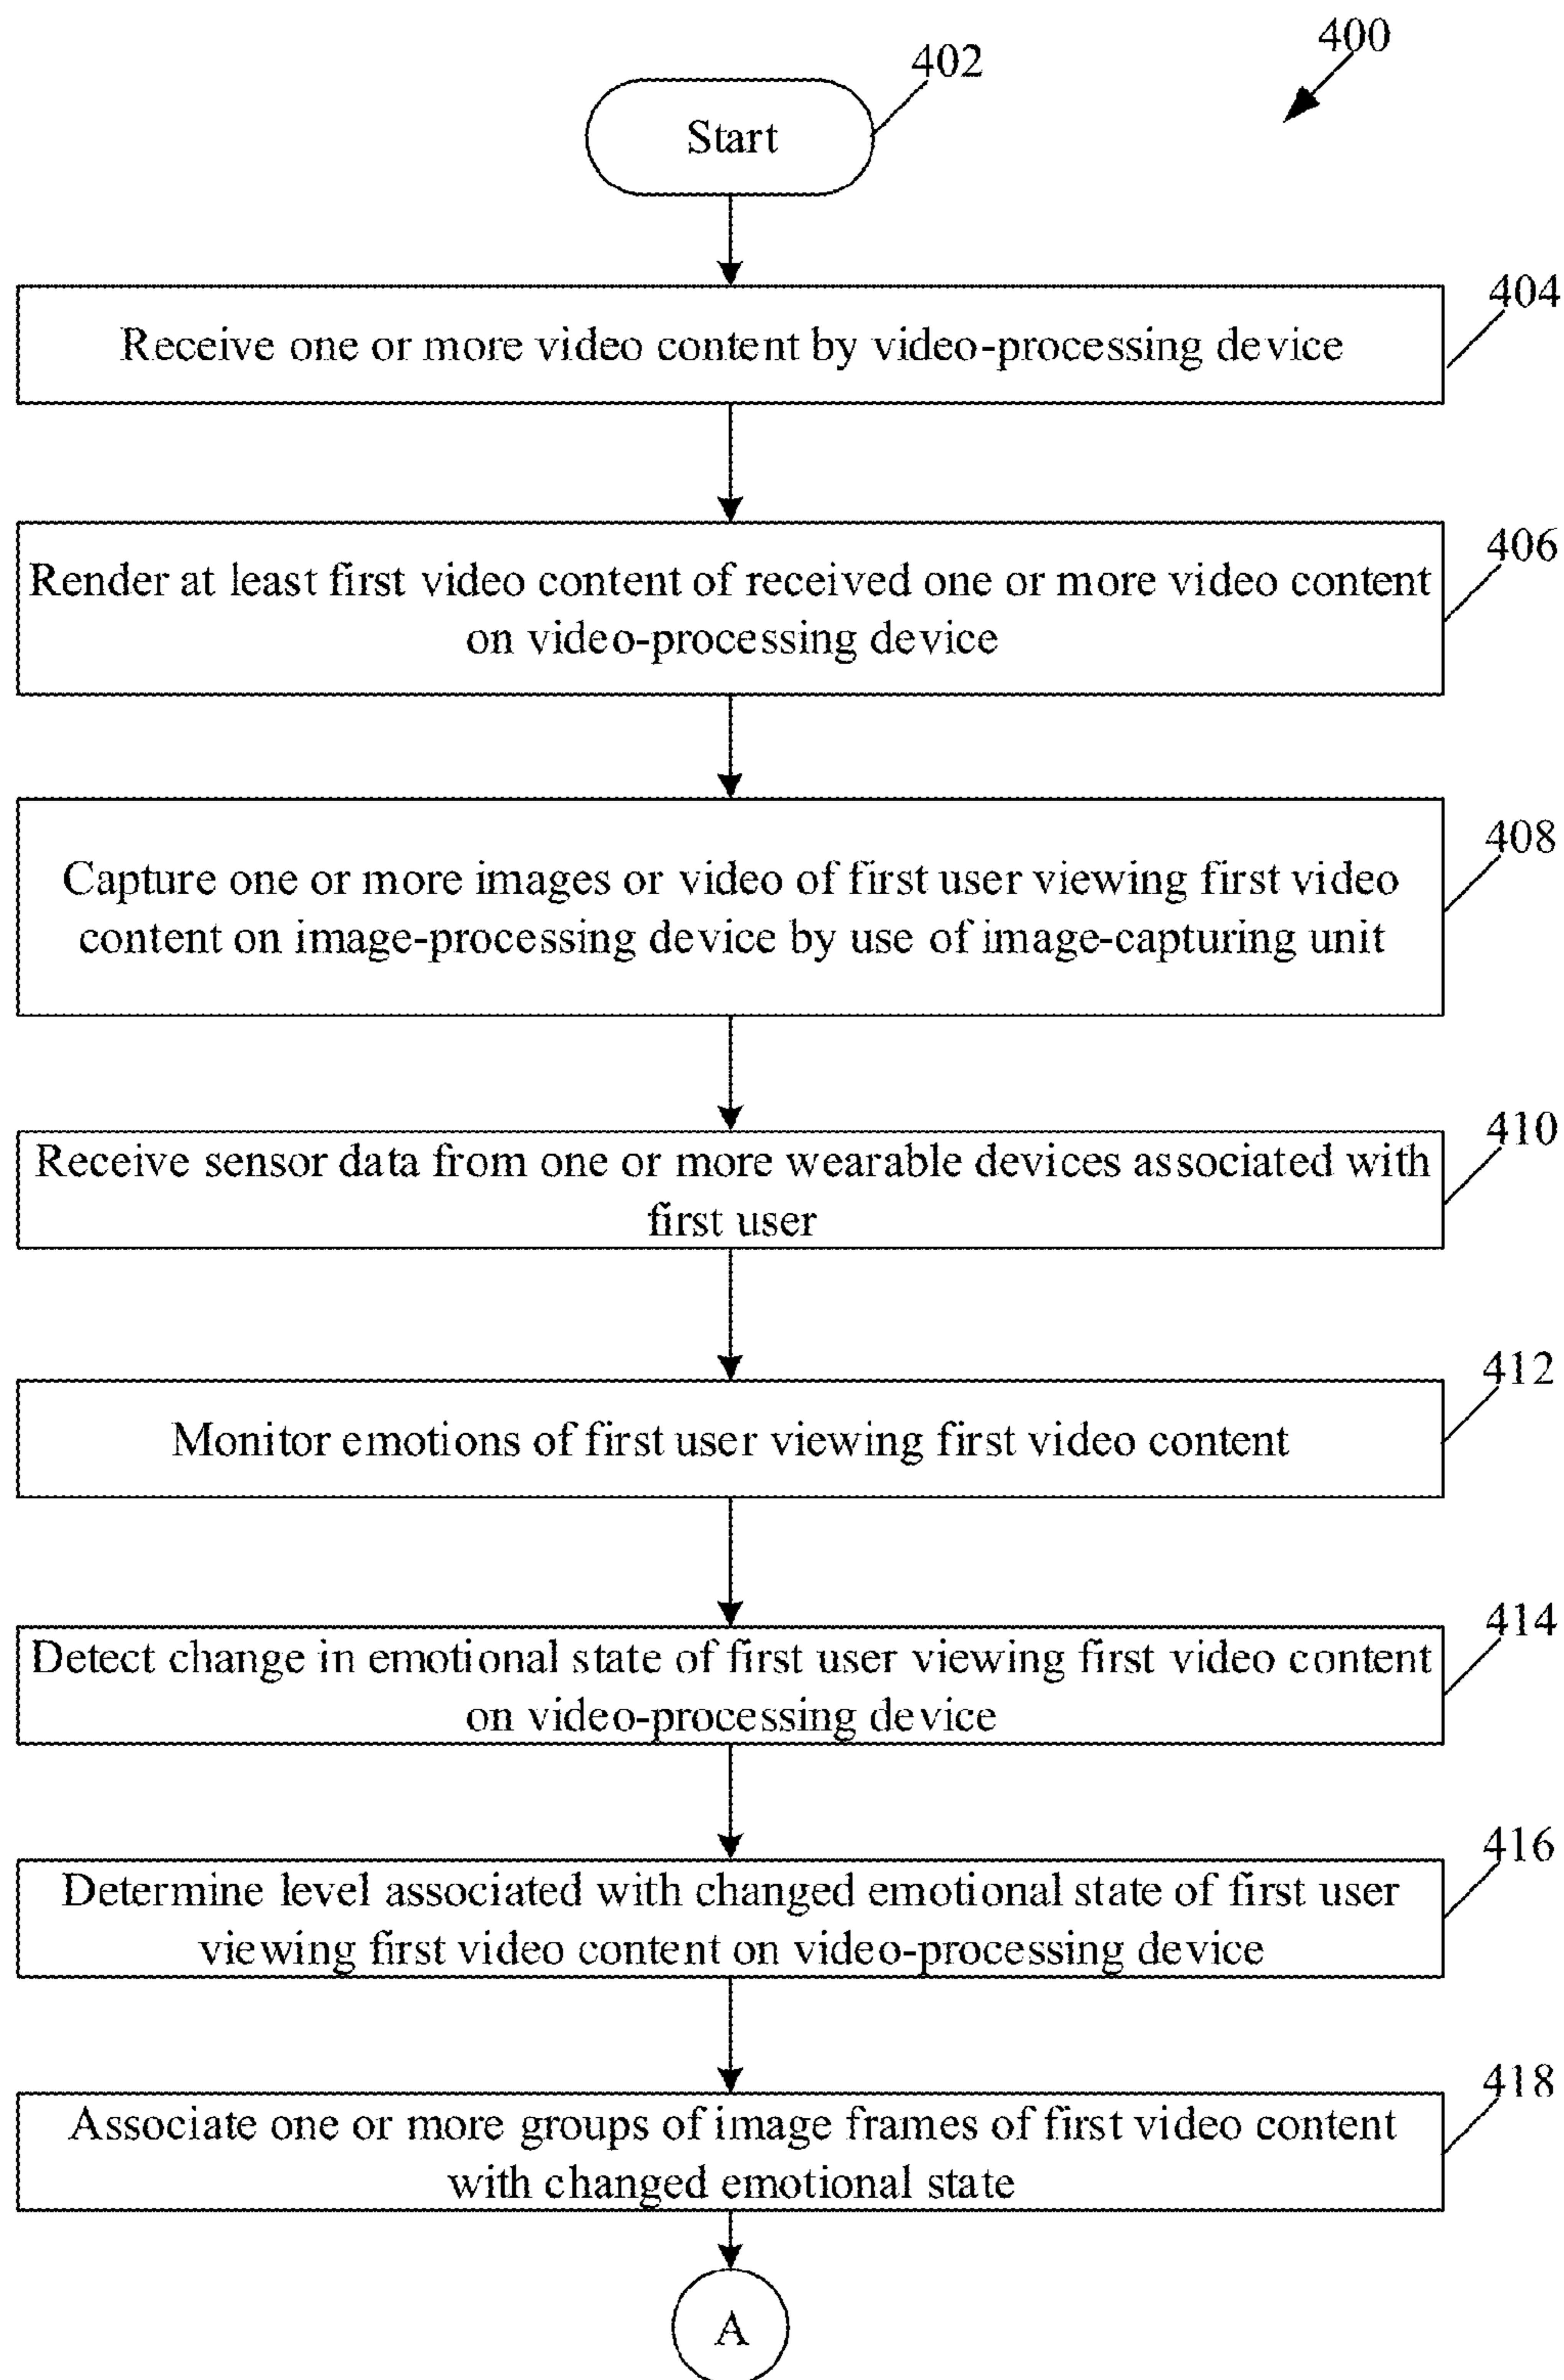 400
402
Start
404
Receive one or more video content by video-processing device
406
Render at least first video content of received one or more video content
on video-processing device
408
Capture one or more images or video of first user viewing first video
content on image-processing device by use of image-capturing unit
410
Receive sensor data from one or more wearable devices associated with
first user
412
Monitor emotions of first user viewing first video content
414
Detect change in emotional state of first user viewing first video content
on video-processing device
416
Determine level associated with changed emotional state of first user
viewing first video content on video-processing device
418
Associate one or more groups of image frames of first video content
with changed emotional state
A